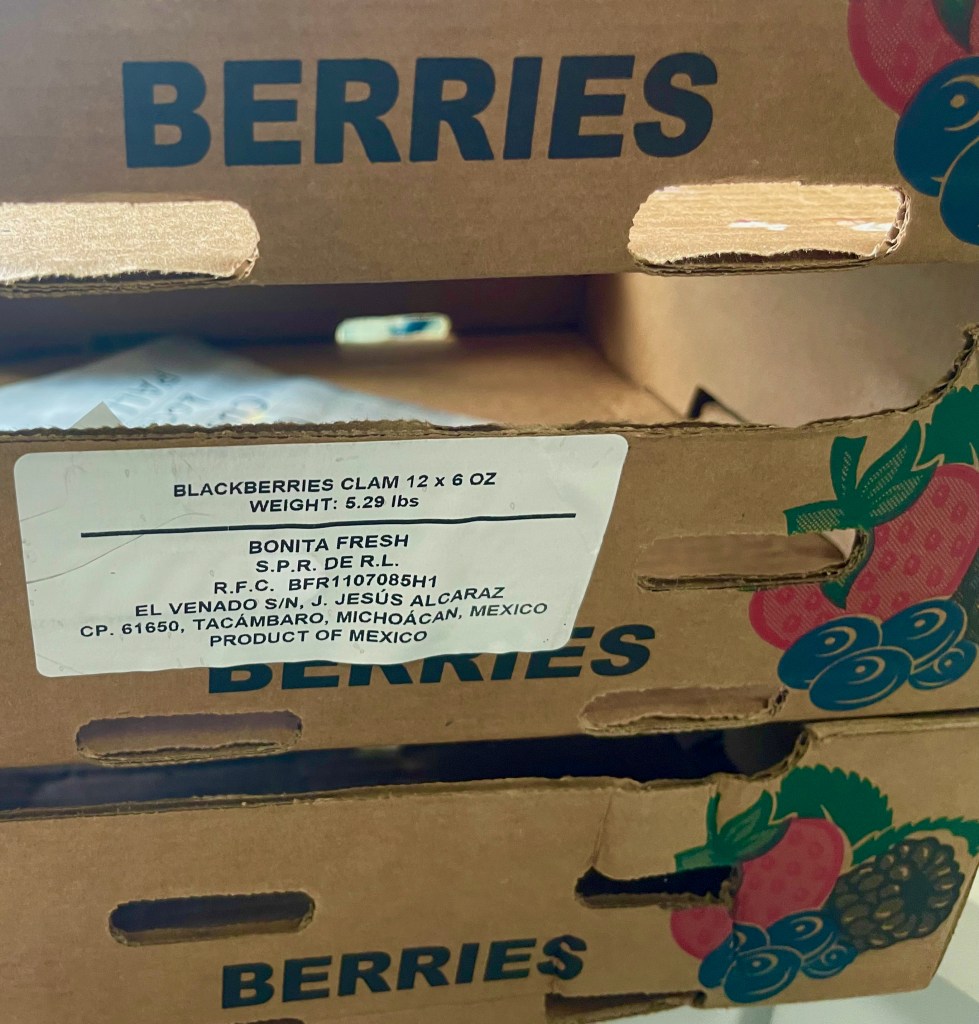 BERRIES
BLACKBERRIES CLAM 12 x 6 OZ
WEIGHT: 5.29 lbs
BONITA FRESH
S.P.R. DE R.L.
R.F.C. BFR1107085H1
EL VENADO S/N, J. JESÚS ALCARAZ
CP. 61650, TACÁMBARO, MICHOÁCAN, MEXICO
PRODUCT OF MEXICO
BERRIES
BERRIES